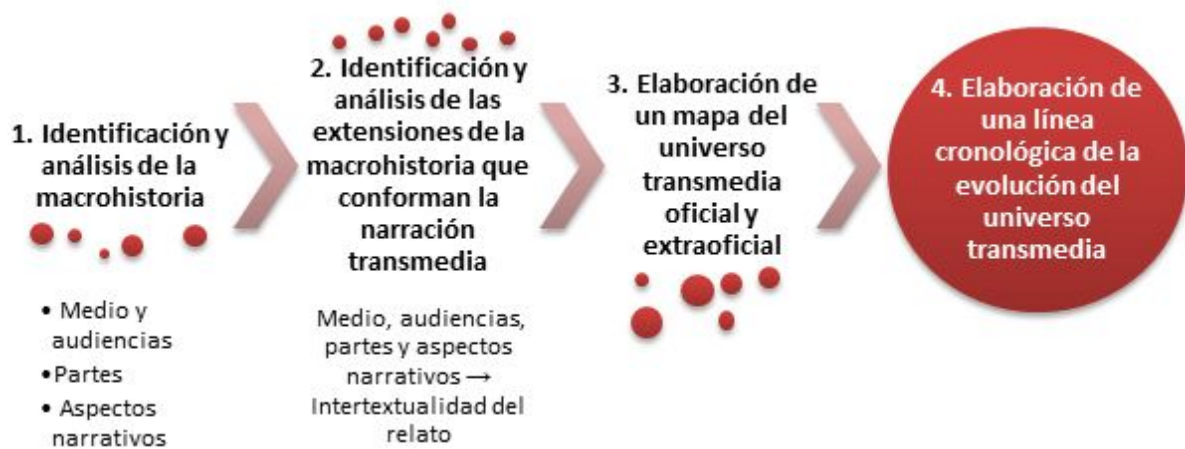 1. Identificación y
análisis de la
macrohistoria
• Medio y
audiencias
•Partes
• Aspectos
narrativos
2. Identificación y
análisis de las
extensiones de la
macrohistoria que
conforman la
narración
transmedia
Medio, audiencias,
partes y aspectos
narrativos →
Intertextualidad del
relato
3. Elaboración de
un mapa del
universo
transmedia
oficial y
extraoficial
4. Elaboración de
una línea
cronológica de la
evolución del
universo
transmedia